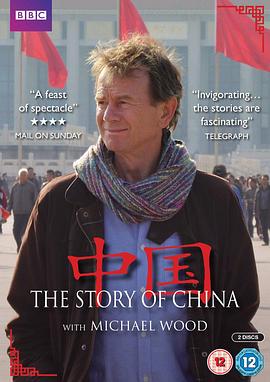 BBC
“A feast
of spectacle”
★★★★
MAIL ON SUNDAY
“Invigorating…
the stories are
fascinating”
TELEGRAPH
中国
THE STORY OF CHINA
WITH MICHAEL WOOD
2 DISCS
12
12